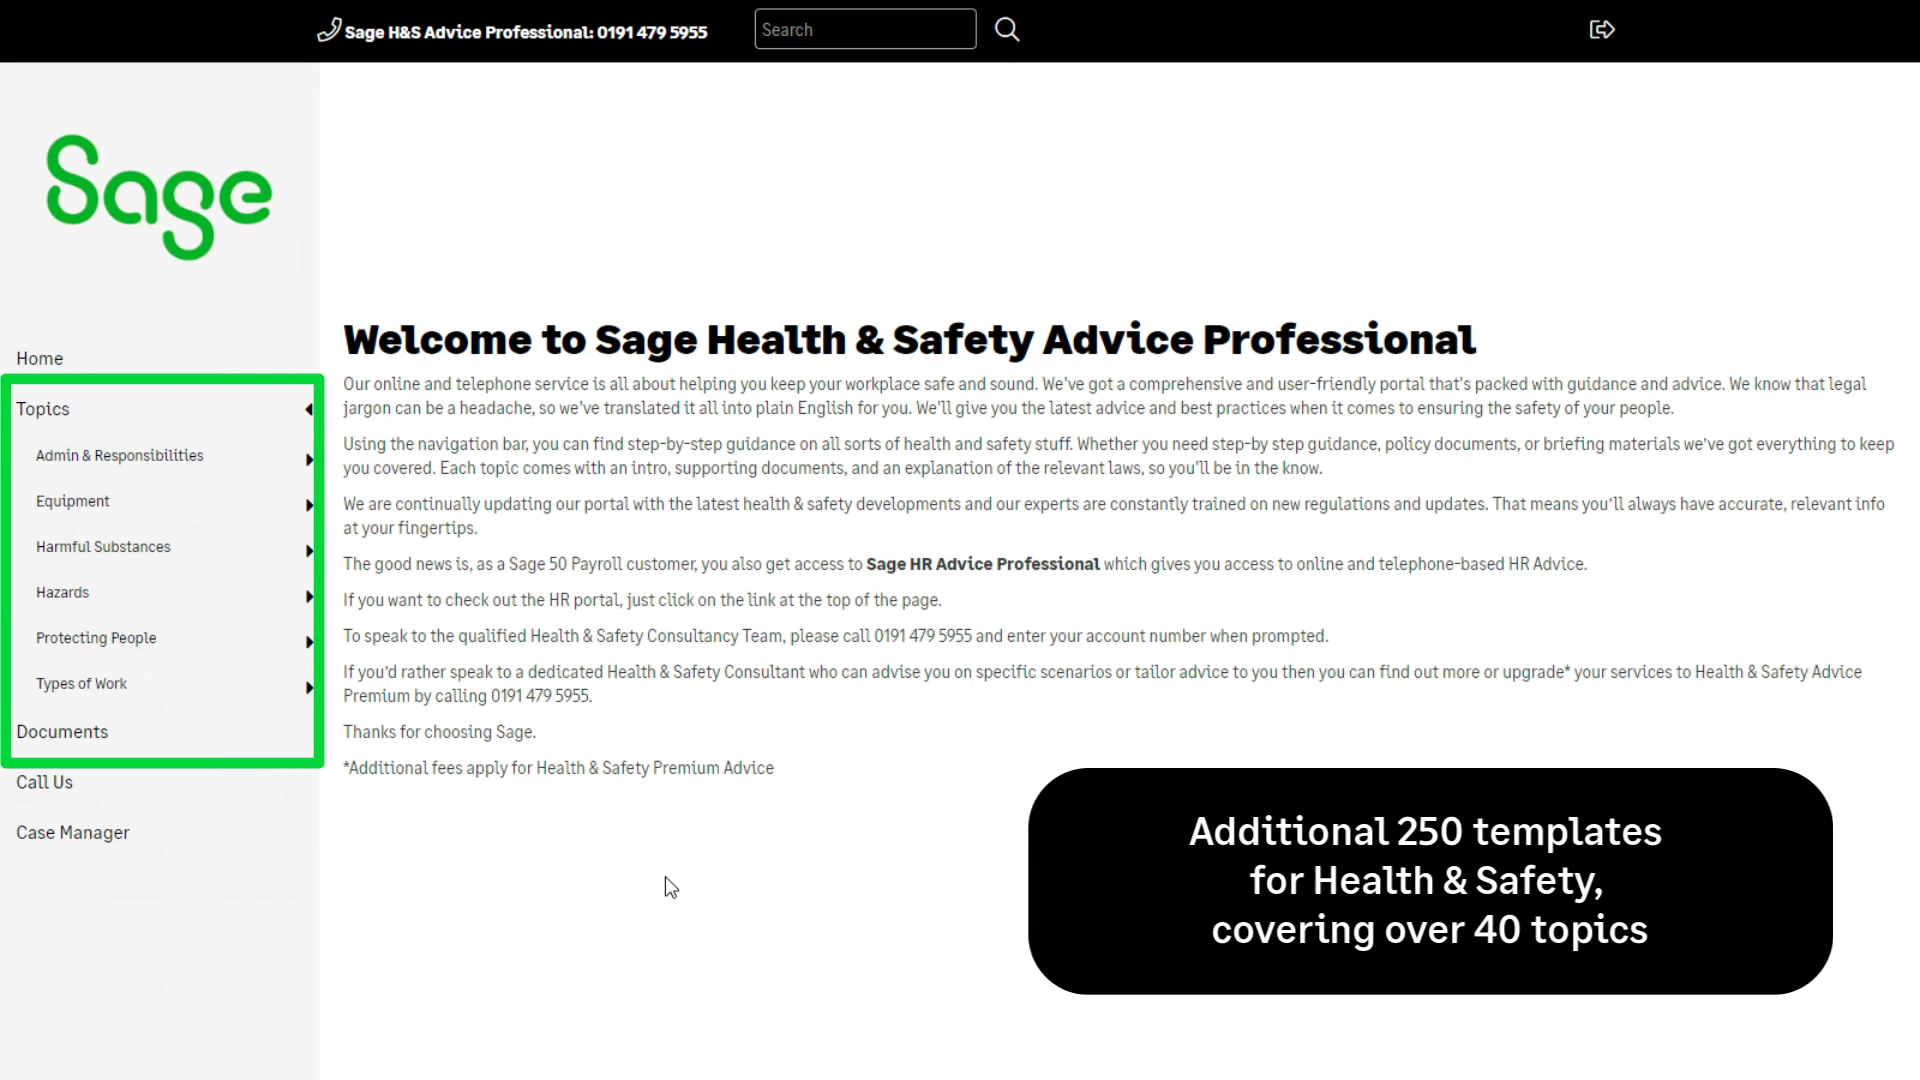 Sage H&S Advice Professional: 0191 479 5955
Search
Sage
Home
Topics
Admin & Responsibilities
Equipment
Harmful Substances
Hazards
Protecting People
Types of Work
Documents
Call Us
Case Manager
Welcome to Sage Health & Safety Advice Professional
Our online and telephone service is all about helping you keep your workplace safe and sound. We've got a comprehensive and user-friendly portal that's packed with guidance and advice. We know that legal
jargon can be a headache, so we've translated it all into plain English for you. We'll give you the latest advice and best practices when it comes to ensuring the safety of your people.
Using the navigation bar, you can find step-by-step guidance on all sorts of health and safety stuff. Whether you need step-by step guidance, policy documents, or briefing materials we've got everything to keep
you covered. Each topic comes with an intro, supporting documents, and an explanation of the relevant laws, so you'll be in the know.
We are continually updating our portal with the latest health & safety developments and our experts are constantly trained on new regulations and updates. That means you'll always have accurate, relevant info
at your fingertips.
The good news is, as a Sage 50 Payroll customer, you also get access to Sage HR Advice Professional which gives you access to online and telephone-based HR Advice.
If you want to check out the HR portal, just click on the link at the top of the page.
To speak to the qualified Health & Safety Consultancy Team, please call 0191 479 5955 and enter your account number when prompted.
If you'd rather speak to a dedicated Health & Safety Consultant who can advise you on specific scenarios or tailor advice to you then you can find out more or upgrade* your services to Health & Safety Advice
Premium by calling 0191 479 5955.
Thanks for choosing Sage.
*Additional fees apply for Health & Safety Premium Advice
Additional 250 templates
for Health & Safety,
covering over 40 topics